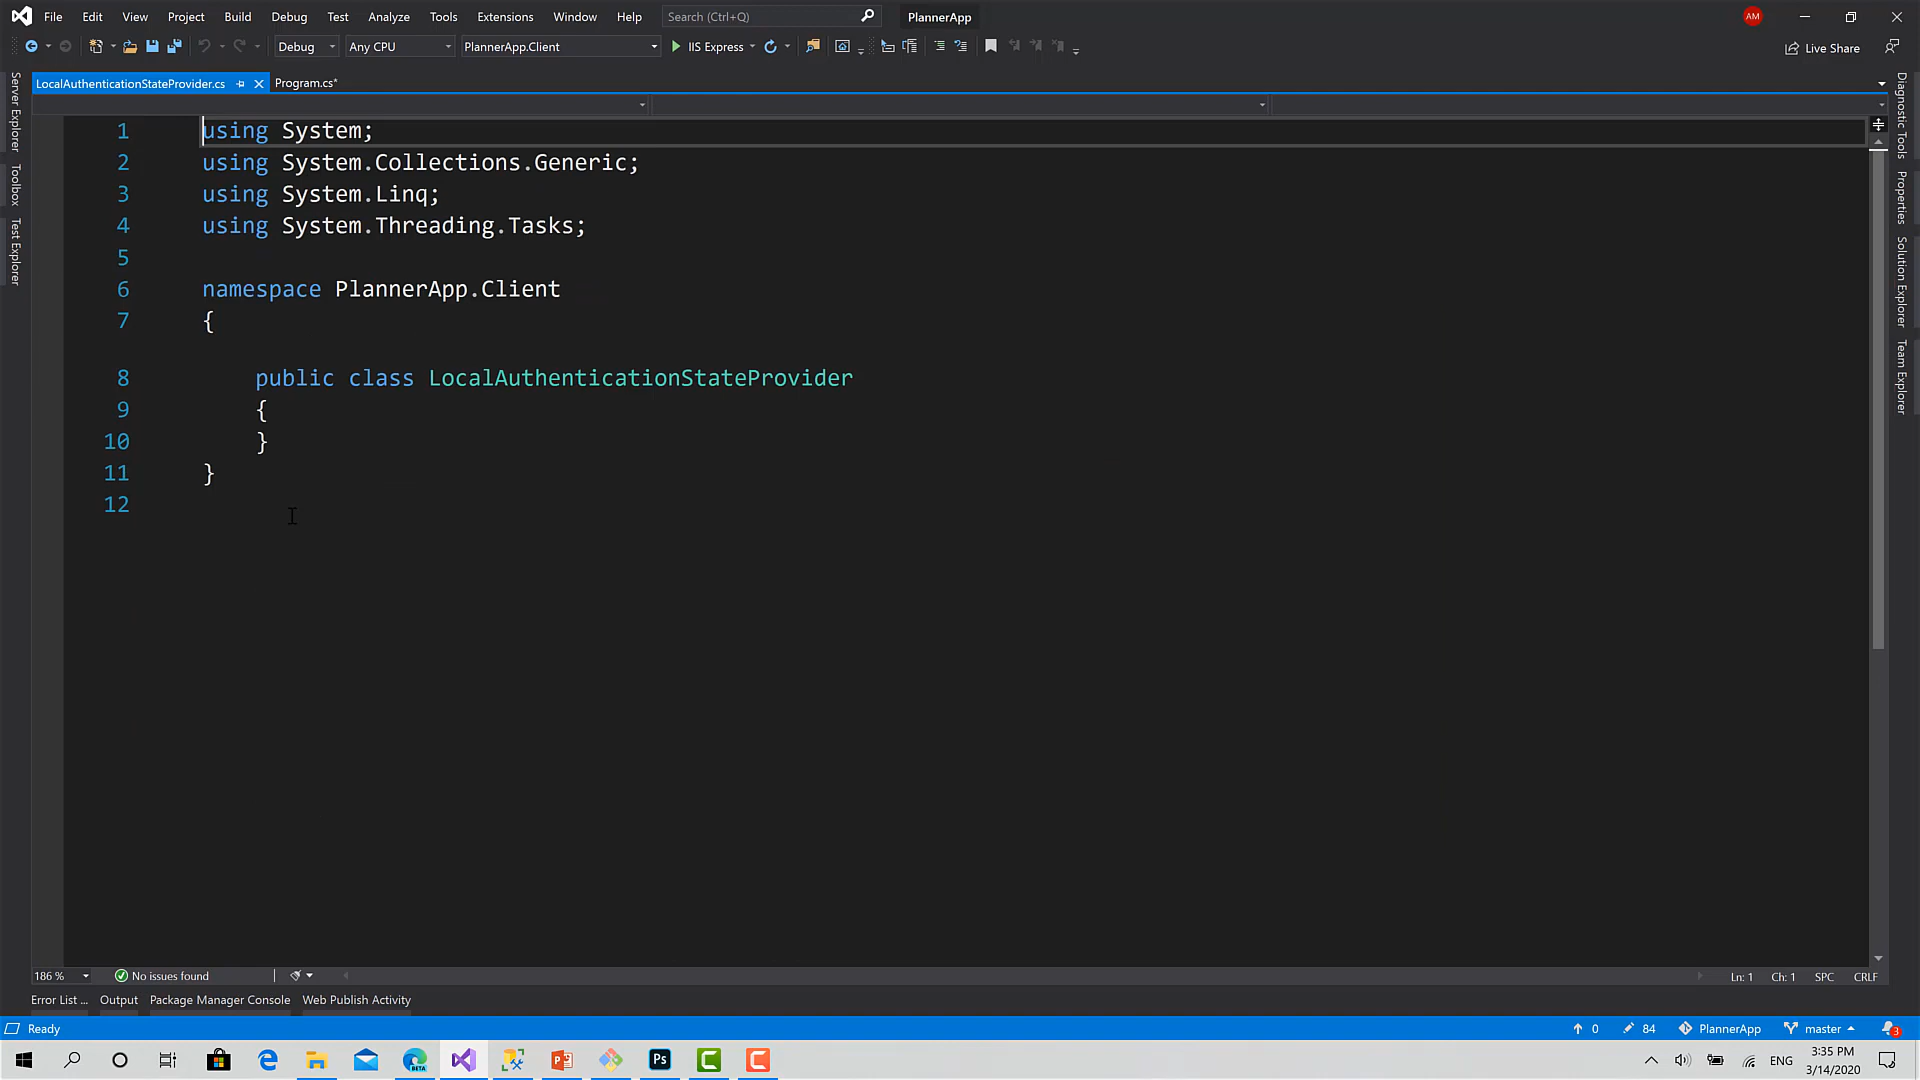 File Edit View Project Build Debug Test Analyze Tools Extensions Window Help Search (Ctrl+Q) PlannerApp AM
Debug Any CPU PlannerApp.Client IIS Express Live Share
LocalAuthenticationStateProvider.cs Program.cs*
Server Explorer
Toolbox
Test Explorer
1 using System;
2 using System.Collections.Generic;
3 using System.Linq;
4 using System.Threading.Tasks;
5
6 namespace PlannerApp.Client
7 {
8 public class LocalAuthenticationStateProvider
9 {
10 }
11 }
12
Diagnostic Tools
Properties
Solution Explorer
Team Explorer
186 % No issues found Ln: 1 Ch: 1 SPC CRLF
Error List ... Output Package Manager Console Web Publish Activity
Ready 0 84 PlannerApp master 3
BETA Ps ENG 3:35 PM
3/14/2020